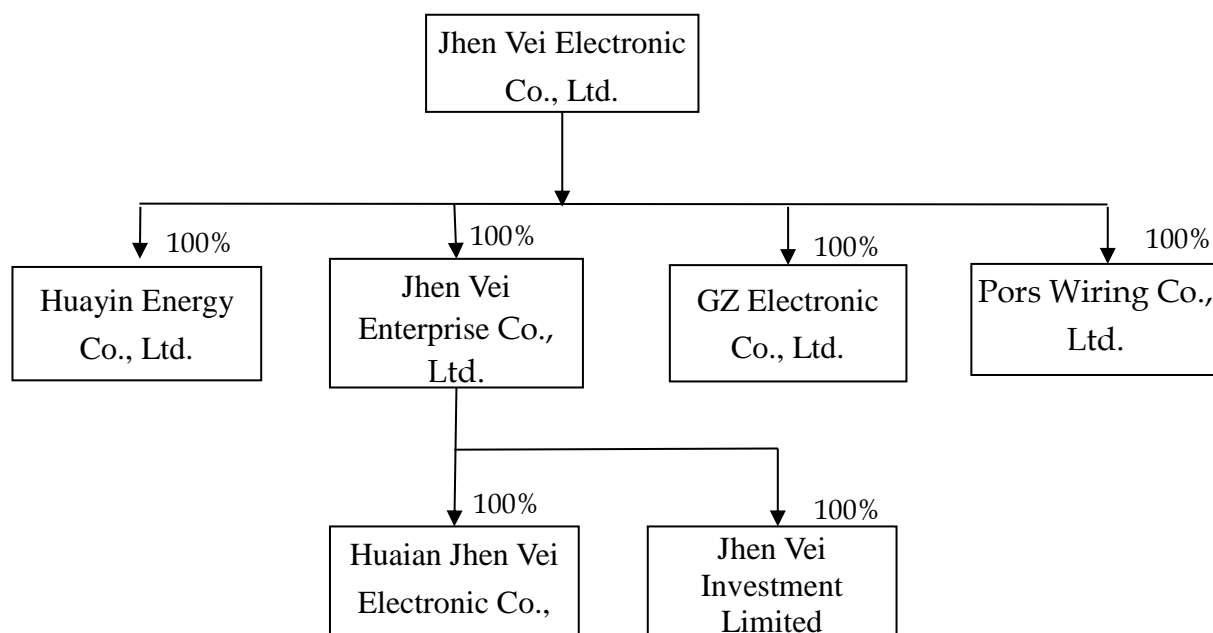 Jhen Vei Electronic
Co., Ltd.
100%
100%
100%
100%
Huayin Energy
Co., Ltd.
Jhen Vei
Enterprise Co.,
Ltd.
GZ Electronic
Co., Ltd.
Pors Wiring Co.,
Ltd.
100%
100%
Huaian Jhen Vei
Electronic Co.,
Jhen Vei
Investment
Limited